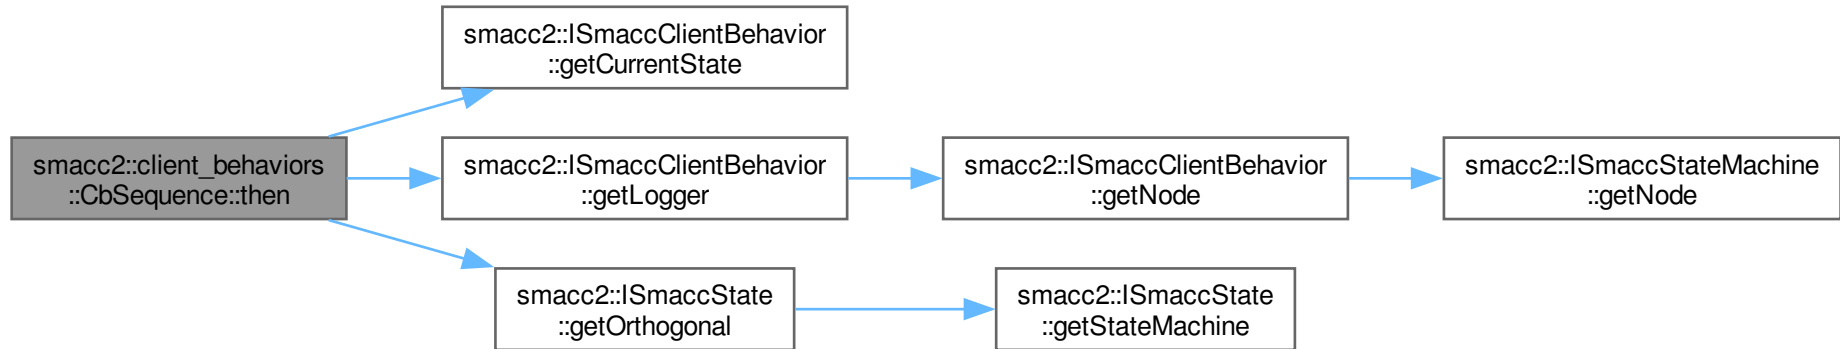 smacc2::ISmaccClientBehavior
::getCurrentState
smacc2::client_behaviors
::CbSequence::then
smacc2::ISmaccClientBehavior
::getLogger
smacc2::ISmaccClientBehavior
::getNode
smacc2::ISmaccStateMachine
::getNode
smacc2::ISmaccState
::getOrthogonal
smacc2::ISmaccState
::getStateMachine